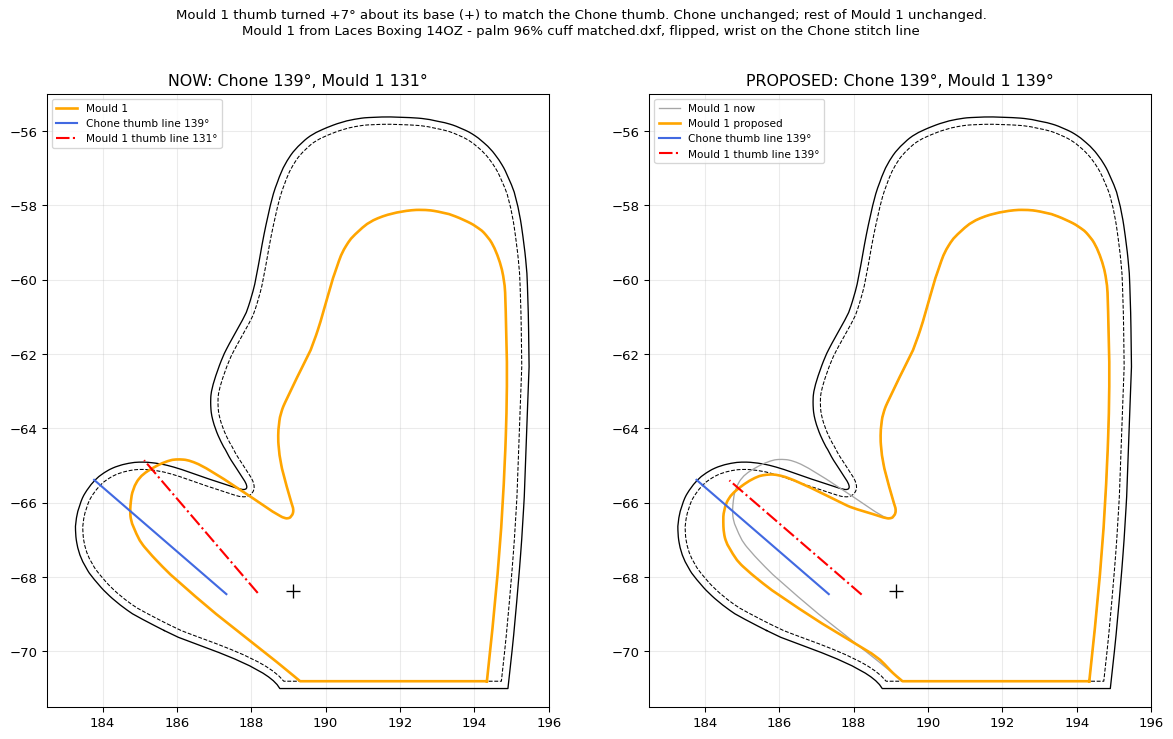 Mould 1 thumb turned +7° about its base (+) to match the Chone thumb. Chone unchanged; rest of Mould 1 unchanged.
Mould 1 from Laces Boxing 14OZ - palm 96% cuff matched.dxf, flipped, wrist on the Chone stitch line
NOW: Chone 139°, Mould 1 131°
Mould 1
Chone thumb line 139°
Mould 1 thumb line 131°
−56
−58
−60
−62
−64
−66
−68
−70
184
186
188
190
192
194
196
PROPOSED: Chone 139°, Mould 1 139°
Mould 1 now
Mould 1 proposed
Chone thumb line 139°
Mould 1 thumb line 139°
−56
−58
−60
−62
−64
−66
−68
−70
184
186
188
190
192
194
196